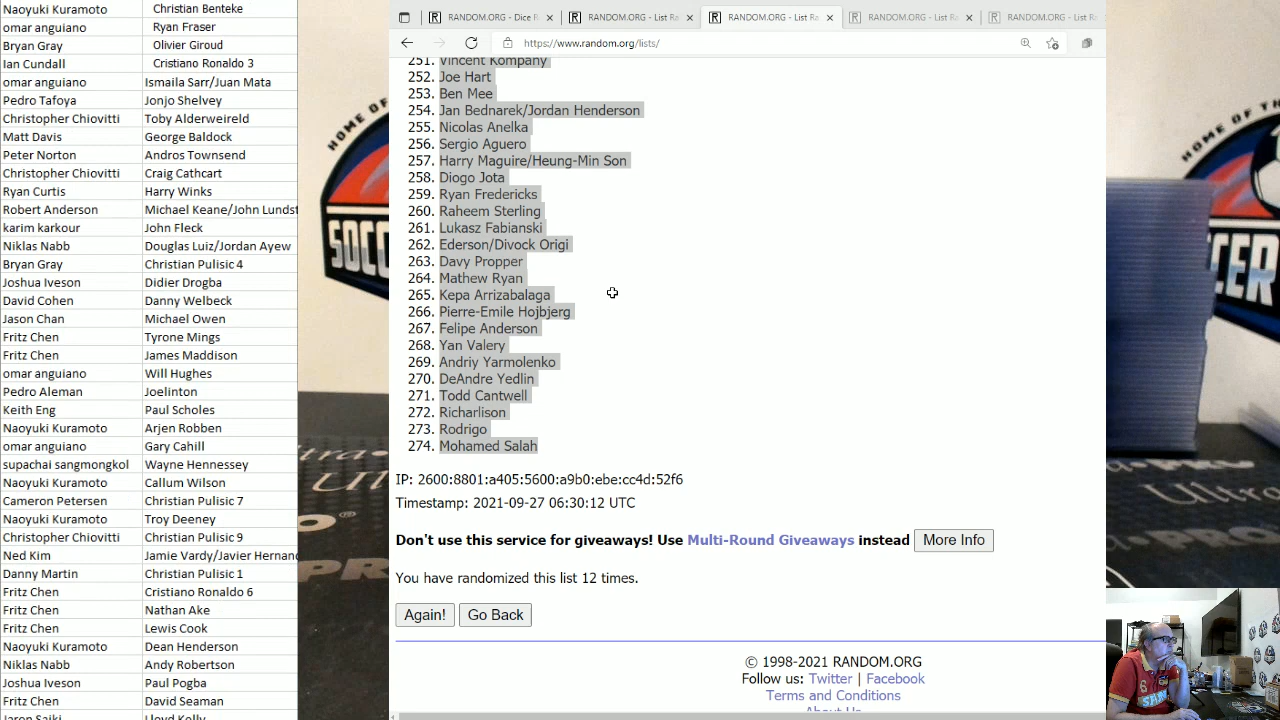 Naoyuki Kuramoto Christian Benteke
omar anguiano Ryan Fraser
Bryan Gray Olivier Giroud
Ian Cundall Cristiano Ronaldo 3
omar anguiano Ismaila Sarr/Juan Mata
Pedro Tafoya Jonjo Shelvey
Christopher Chiovitti Toby Alderweireld
Matt Davis George Baldock
Peter Norton Andros Townsend
Christopher Chiovitti Craig Cathcart
Ryan Curtis Harry Winks
Robert Anderson Michael Keane/John Lundst
karim karkour John Fleck
Niklas Nabb Douglas Luiz/Jordan Ayew
Bryan Gray Christian Pulisic 4
Joshua Iveson Didier Drogba
David Cohen Danny Welbeck
Jason Chan Michael Owen
Fritz Chen Tyrone Mings
Fritz Chen James Maddison
omar anguiano Will Hughes
Pedro Aleman Joelinton
Keith Eng Paul Scholes
Naoyuki Kuramoto Arjen Robben
omar anguiano Gary Cahill
supachai sangmongkol Wayne Hennessey
Naoyuki Kuramoto Callum Wilson
Cameron Petersen Christian Pulisic 7
Naoyuki Kuramoto Troy Deeney
Christopher Chiovitti Christian Pulisic 9
Ned Kim Jamie Vardy/Javier Hernand
Danny Martin Christian Pulisic 1
Fritz Chen Cristiano Ronaldo 6
Fritz Chen Nathan Ake
Fritz Chen Lewis Cook
Naoyuki Kuramoto Dean Henderson
Niklas Nabb Andy Robertson
Joshua Iveson Paul Pogba
Fritz Chen David Seaman
Jaron Saiki Lloyd Kelly
RANDOM.ORG - Dice R
RANDOM.ORG - List Ra
RANDOM.ORG - List Ra
RANDOM.ORG - List Ra
RANDOM.ORG - List Ra
https://www.random.org/lists/
251. Vincent Kompany
252. Joe Hart
253. Ben Mee
254. Jan Bednarek/Jordan Henderson
255. Nicolas Anelka
256. Sergio Aguero
257. Harry Maguire/Heung-Min Son
258. Diogo Jota
259. Ryan Fredericks
260. Raheem Sterling
261. Lukasz Fabianski
262. Ederson/Divock Origi
263. Davy Propper
264. Mathew Ryan
265. Kepa Arrizabalaga
266. Pierre-Emile Hojbjerg
267. Felipe Anderson
268. Yan Valery
269. Andriy Yarmolenko
270. DeAndre Yedlin
271. Todd Cantwell
272. Richarlison
273. Rodrigo
274. Mohamed Salah
IP: 2600:8801:a405:5600:a9b0:ebe:cc4d:52f6
Timestamp: 2021-09-27 06:30:12 UTC
Don't use this service for giveaways! Use Multi-Round Giveaways instead More Info
You have randomized this list 12 times.
Again! Go Back
© 1998-2021 RANDOM.ORG
Follow us: Twitter | Facebook
Terms and Conditions
About Us
HOME OF
SOCC
HOME OF
CCER